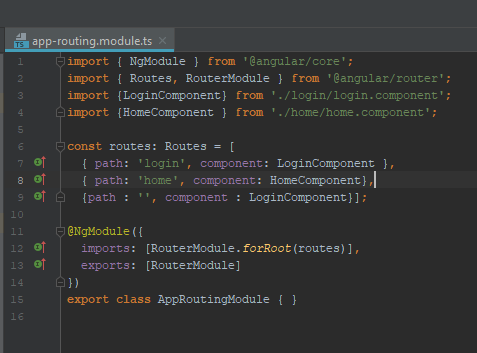 app-routing.module.ts
TS
1 import { NgModule } from '@angular/core';
2 import { Routes, RouterModule } from '@angular/router';
3 import {LoginComponent} from './login/login.component';
4 import {HomeComponent } from './home/home.component';
5
6 const routes: Routes = [
7 { path: 'login', component: LoginComponent },
8 { path: 'home', component: HomeComponent},
9 {path : '', component : LoginComponent}];
10
11 @NgModule({
12 imports: [RouterModule.forRoot(routes)],
13 exports: [RouterModule]
14 })
15 export class AppRoutingModule { }
16